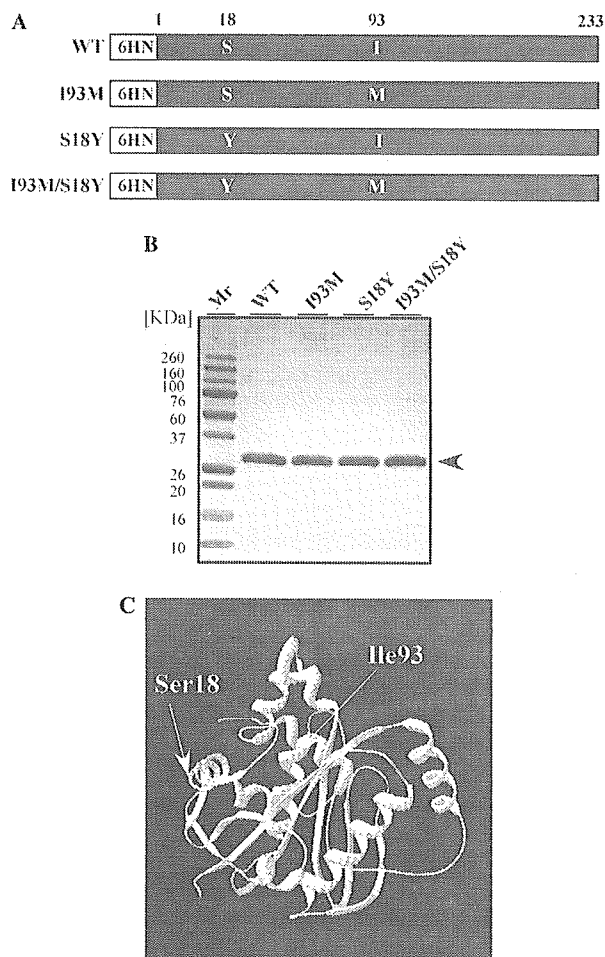 A
1 18 93 233
WT 6HN S I
I93M 6HN S M
S18Y 6HN Y I
I93M/S18Y 6HN Y M
B
Mr WT I93M S18Y I93M/S18Y
[KDa]
260
160
100
76
60
37
26
20
16
10
C
Ser18
Ile93